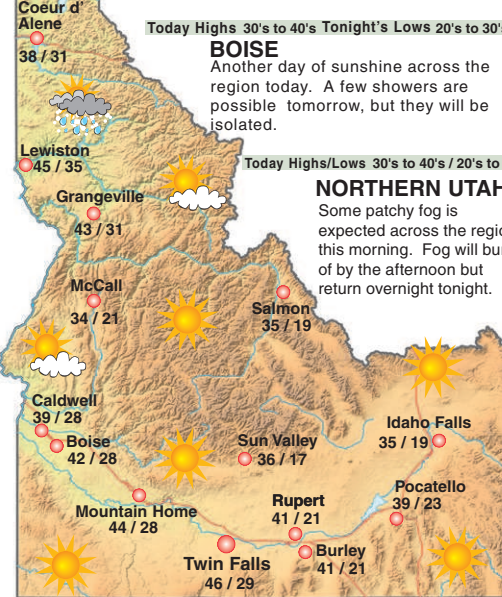 Coeur d'
Alene
38 / 31
Today Highs 30's to 40's Tonight's Lows 20's to 30's
BOISE
Another day of sunshine across the
region today. A few showers are
possible tomorrow, but they will be
isolated.
Lewiston
45 / 35
Today Highs/Lows 30's to 40's / 20's to
Grangeville
43 / 31
NORTHERN UTAH
Some patchy fog is
expected across the
this morning. Fog will
of by the afternoon but
return overnight tonight.
McCall
34 / 21
Salmon
35 / 19
Caldwell
39 / 28
Boise
42 / 28
Sun Valley
36 / 17
Idaho Falls
35 / 19
Mountain Home
44 / 28
Rupert
41 / 21
Pocatello
39 / 23
Twin Falls
46 / 29
Burley
41 / 21